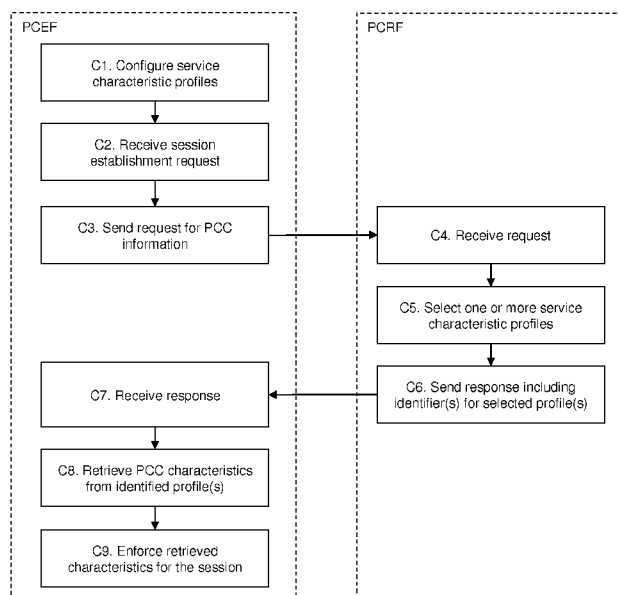 PCEF
C1. Configure service
characteristic profiles
C2. Receive session
establishment request
C3. Send request for PCC
information
PCRF
C4. Receive request
C5. Select one or more service
characteristic profiles
C6. Send response including
identifier(s) for selected profile(s)
C7. Receive response
C8. Retrieve PCC characteristics
from identified profile(s)
C9. Enforce retrieved
characteristics for the session